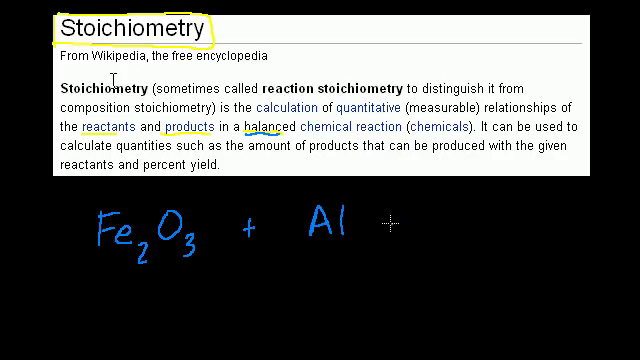 Stoichiometry
From Wikipedia, the free encyclopedia
Stoichiometry (sometimes called reaction stoichiometry to distinguish it from
composition stoichiometry) is the calculation of quantitative (measurable) relationships of
the reactants and products in a balanced chemical reaction (chemicals). It can be used to
calculate quantities such as the amount of products that can be produced with the given
reactants and percent yield.
Fe₂O₃ + Al